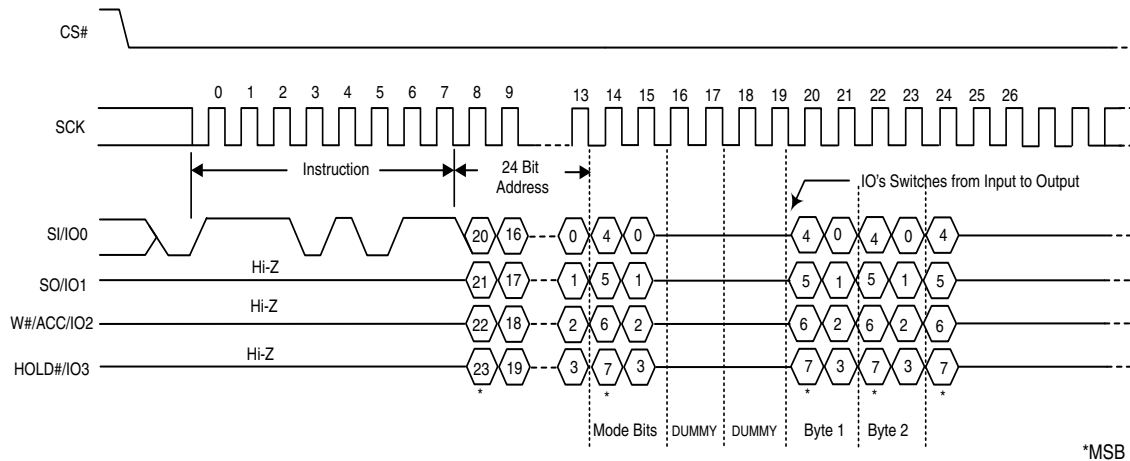 CS#
0 1 2 3 4 5 6 7 8 9 13 14 15 16 17 18 19 20 21 22 23 24 25 26
SCK
Instruction
24 Bit
Address
IO's Switches from Input to Output
SI/IO0 20 16 0 4 0 4 0 4 0 4
Hi-Z
SO/IO1 21 17 1 5 1 5 1 5 1 5
Hi-Z
W#/ACC/IO2 22 18 2 6 2 6 2 6 2 6
Hi-Z
HOLD#/IO3 23 19 3 7 3 7 3 7 3 7
* * * * *
Mode Bits DUMMY DUMMY Byte 1 Byte 2
*MSB